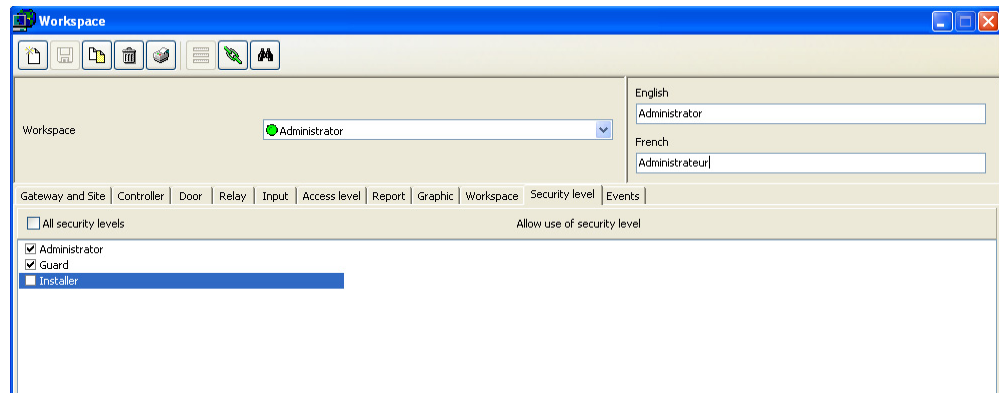 Workspace
English
Administrator
Workspace
Administrator
French
Administrateur
Gateway and Site Controller Door Relay Input Access level Report Graphic Workspace Security level Events
All security levels Allow use of security level
Administrator
Guard
Installer